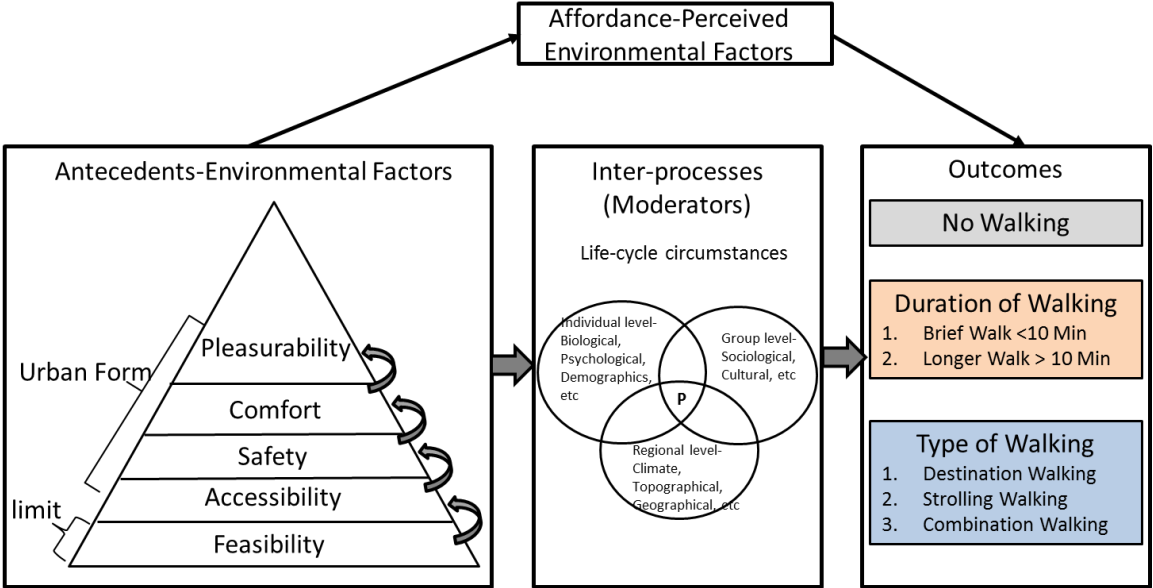 Affordance-Perceived
Environmental Factors
Antecedents-Environmental Factors
Pleasurability
Urban Form
Comfort
Safety
Accessibility
limit
Feasibility
Inter-processes
(Moderators)
Life-cycle circumstances
Individual level-
Biological,
Psychological,
Demographics,
etc
Group level-
Sociological,
Cultural, etc
P
Regional level-
Climate,
Topographical,
Geographical, etc
Outcomes
No Walking
Duration of Walking
1. Brief Walk <10 Min
2. Longer Walk > 10 Min
Type of Walking
1. Destination Walking
2. Strolling Walking
3. Combination Walking